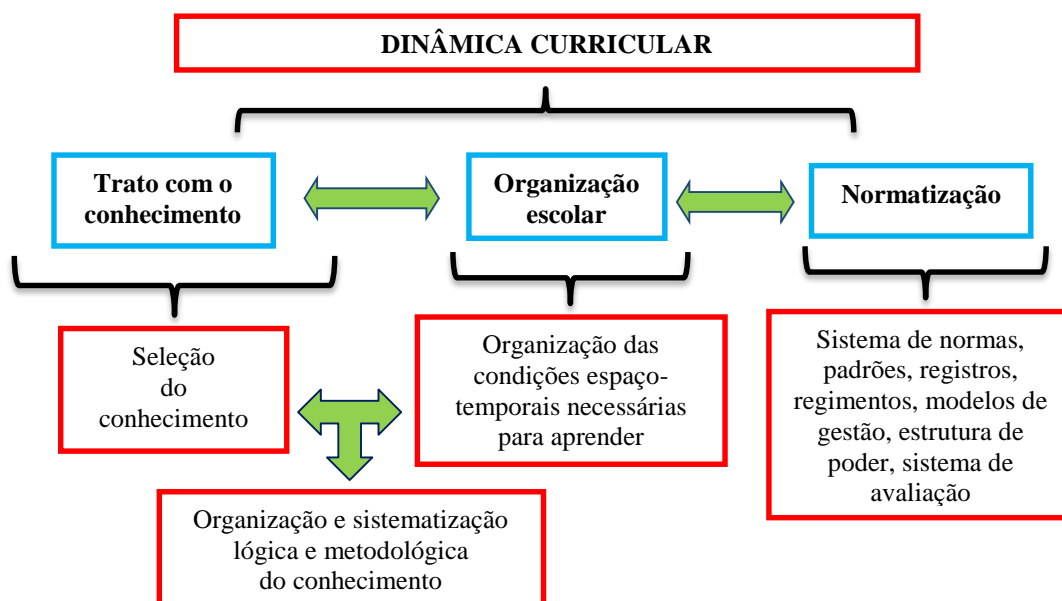 DINÂMICA CURRICULAR
Trato com o
conhecimento
Organização
escolar
Normatização
Seleção
do
conhecimento
Organização das
condições espaço-
temporais necessárias
para aprender
Sistema de normas,
padrões, registros,
regimentos, modelos de
gestão, estrutura de
poder, sistema de
avaliação
Organização e sistematização
lógica e metodológica
do conhecimento